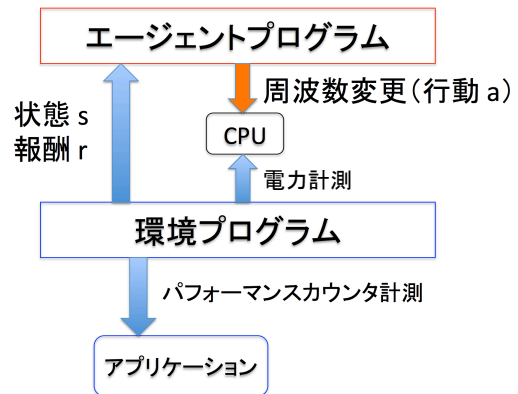 エージェントプログラム
周波数変更(行動 a)
状態 s
報酬 r
CPU
電力計測
環境プログラム
パフォーマンスカウンタ計測
アプリケーション